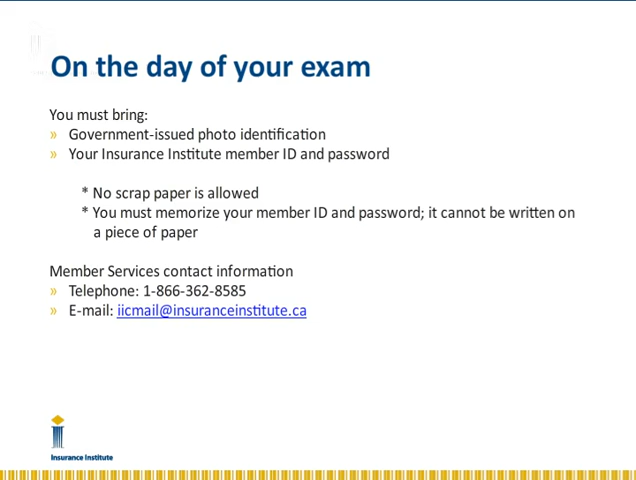 On the day of your exam
You must bring:
» Government-issued photo identification
» Your Insurance Institute member ID and password
* No scrap paper is allowed
* You must memorize your member ID and password; it cannot be written on
a piece of paper
Member Services contact information
» Telephone: 1-866-362-8585
» E-mail: iicmail@insuranceinstitute.ca
Insurance Institute